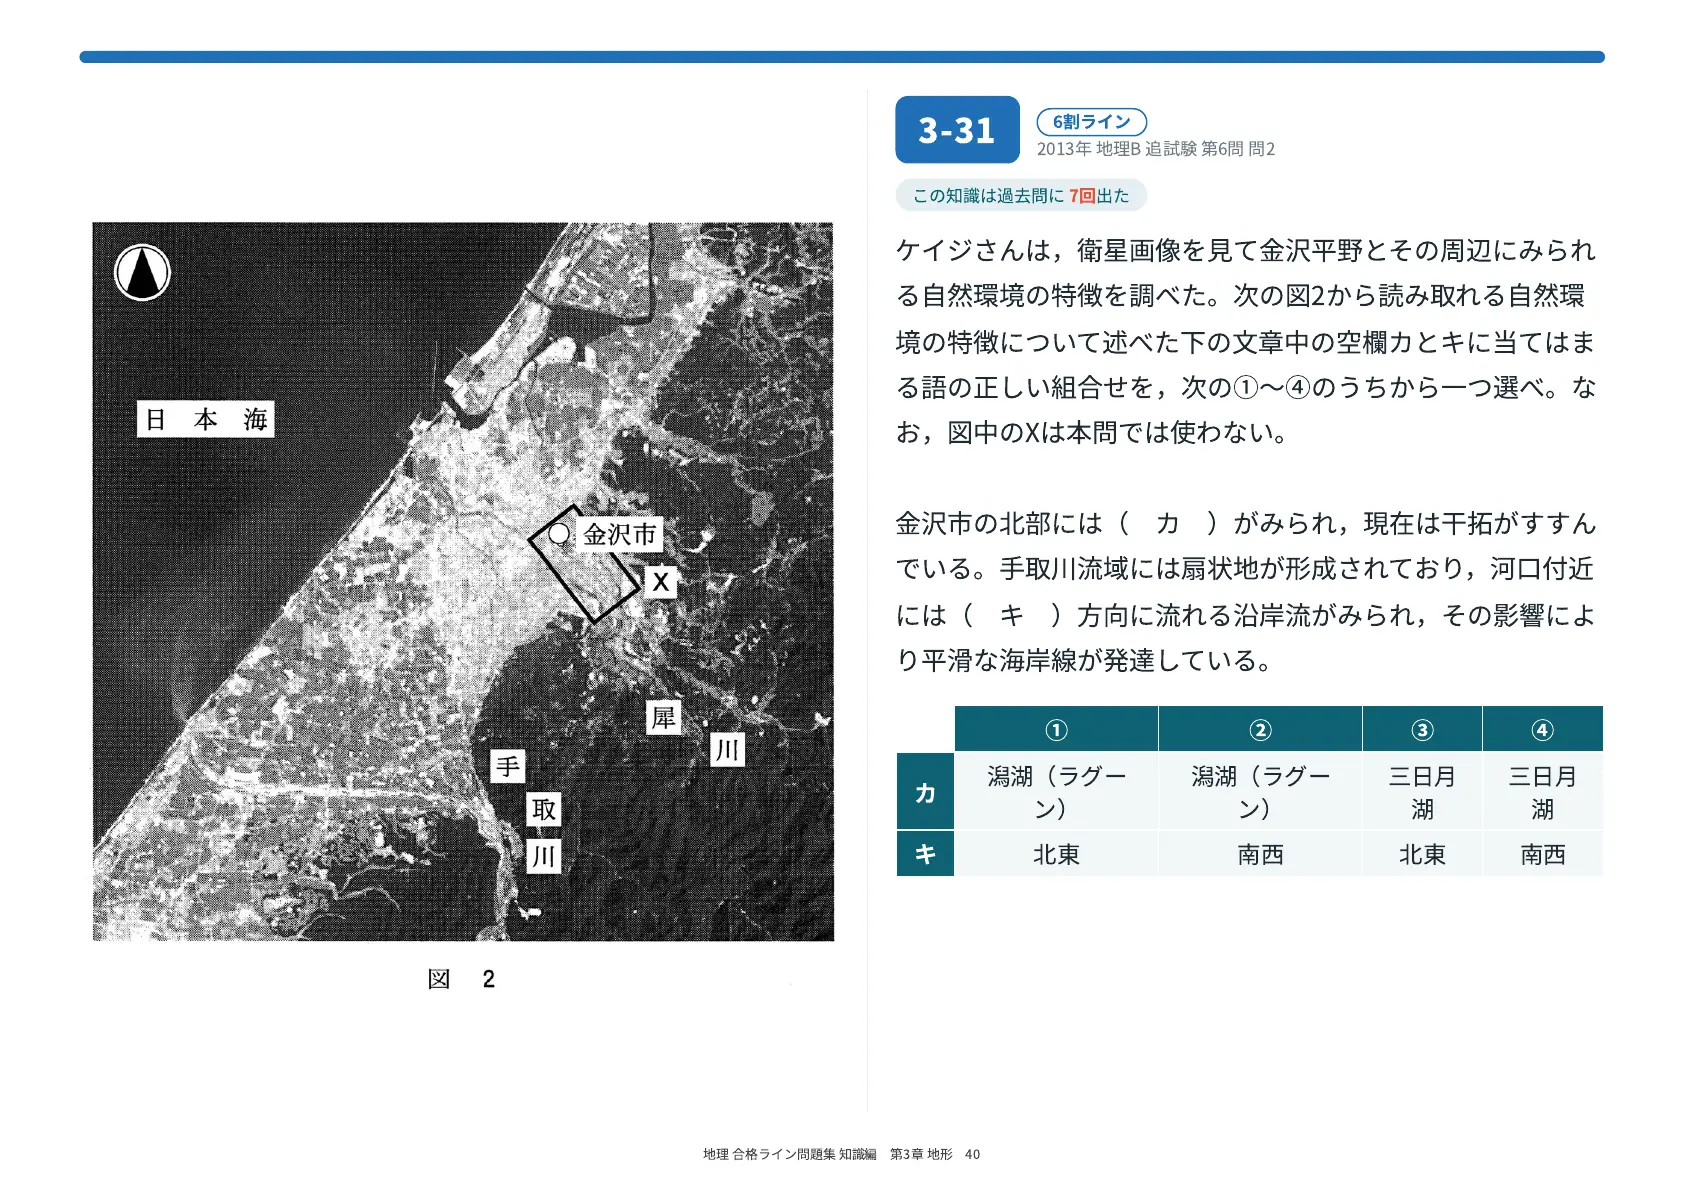 日 本 海
金沢市
X
犀
川
手
取
川
図 2
3-31
6割ライン
2013年 地理B 追試験 第6問 問2
この知識は過去問に 7回出た
ケイジさんは，衛星画像を見て金沢平野とその周辺にみられ
る自然環境の特徴を調べた。次の図2から読み取れる自然環
境の特徴について述べた下の文章中の空欄カとキに当てはま
る語の正しい組合せを，次の①～④のうちから一つ選べ。な
お，図中のXは本問では使わない。
金沢市の北部には（ カ ）がみられ，現在は干拓がすすん
でいる。手取川流域には扇状地が形成されており，河口付近
には（ キ ）方向に流れる沿岸流がみられ，その影響によ
り平滑な海岸線が発達している。
① ② ③ ④
カ 潟湖（ラグーン） 潟湖（ラグーン） 三日月湖 三日月湖
キ 北東 南西 北東 南西
地理 合格ライン問題集 知識編 第3章 地形 40